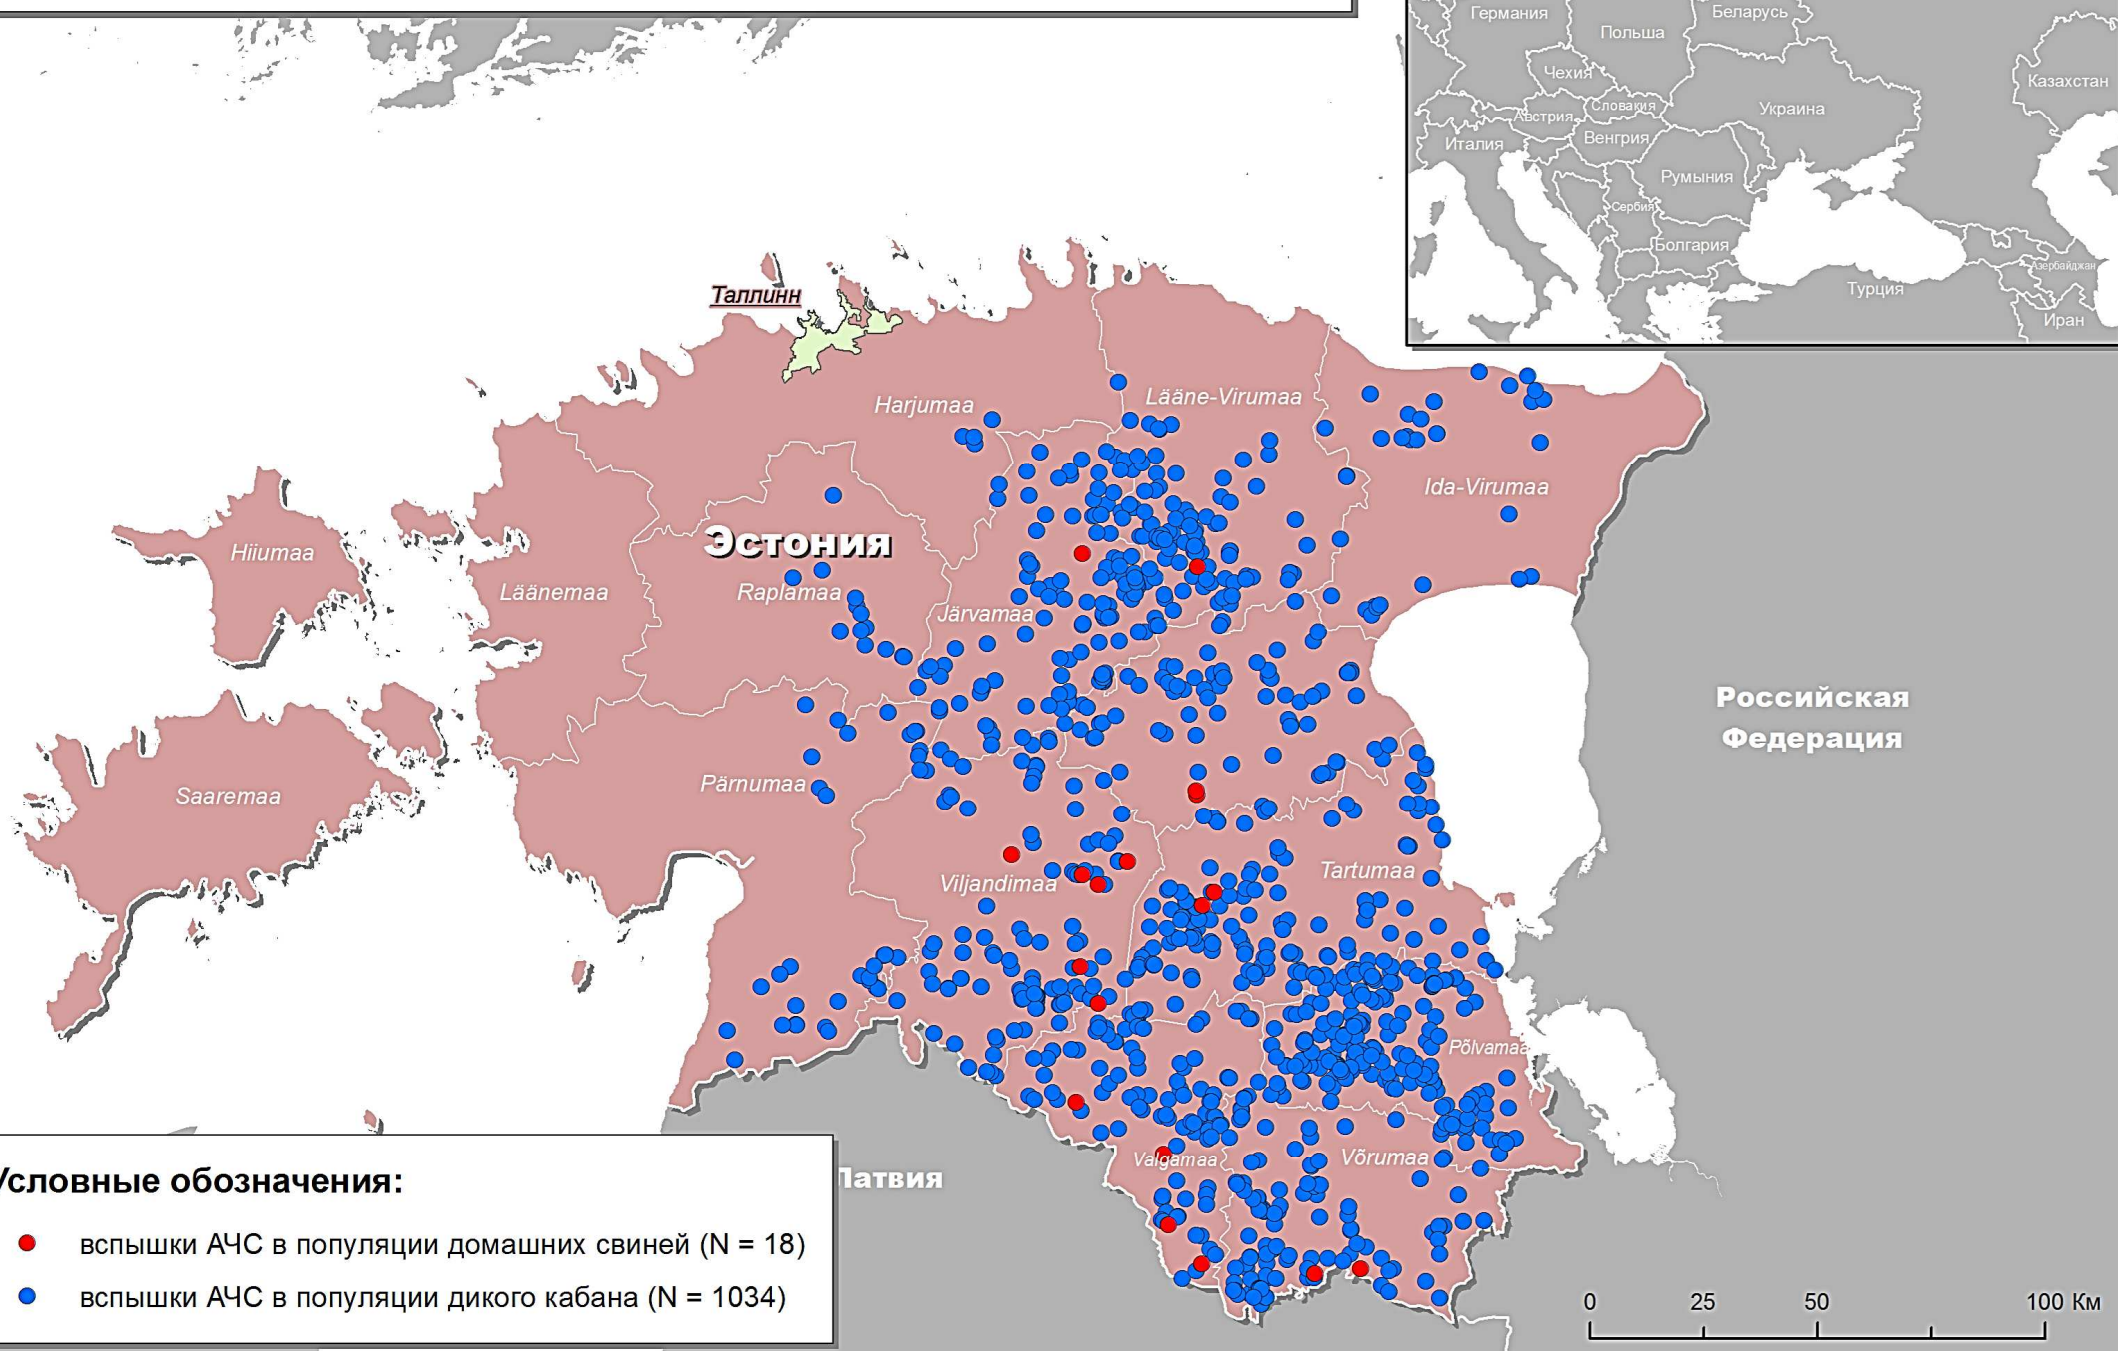 Германия
Польша
Беларусь
Чехия
Словакия
Австрия
Венгрия
Украина
Казахстан
Италия
Румыния
Сербия
Болгария
Азербайджан
Турция
Иран
Таллинн
Harjumaa
Lääne-Virumaa
Ida-Virumaa
Эстония
Hiiumaa
Läänemaa
Raplamaa
Järvamaa
Российская
Федерация
Saaremaa
Pärnumaa
Viljandimaa
Tartumaa
Põlvamaa
Valgamaa
Võrumaa
Латвия
Условные обозначения:
вспышки АЧС в популяции домашних свиней (N = 18)
вспышки АЧС в популяции дикого кабана (N = 1034)
0 25 50 100 Км